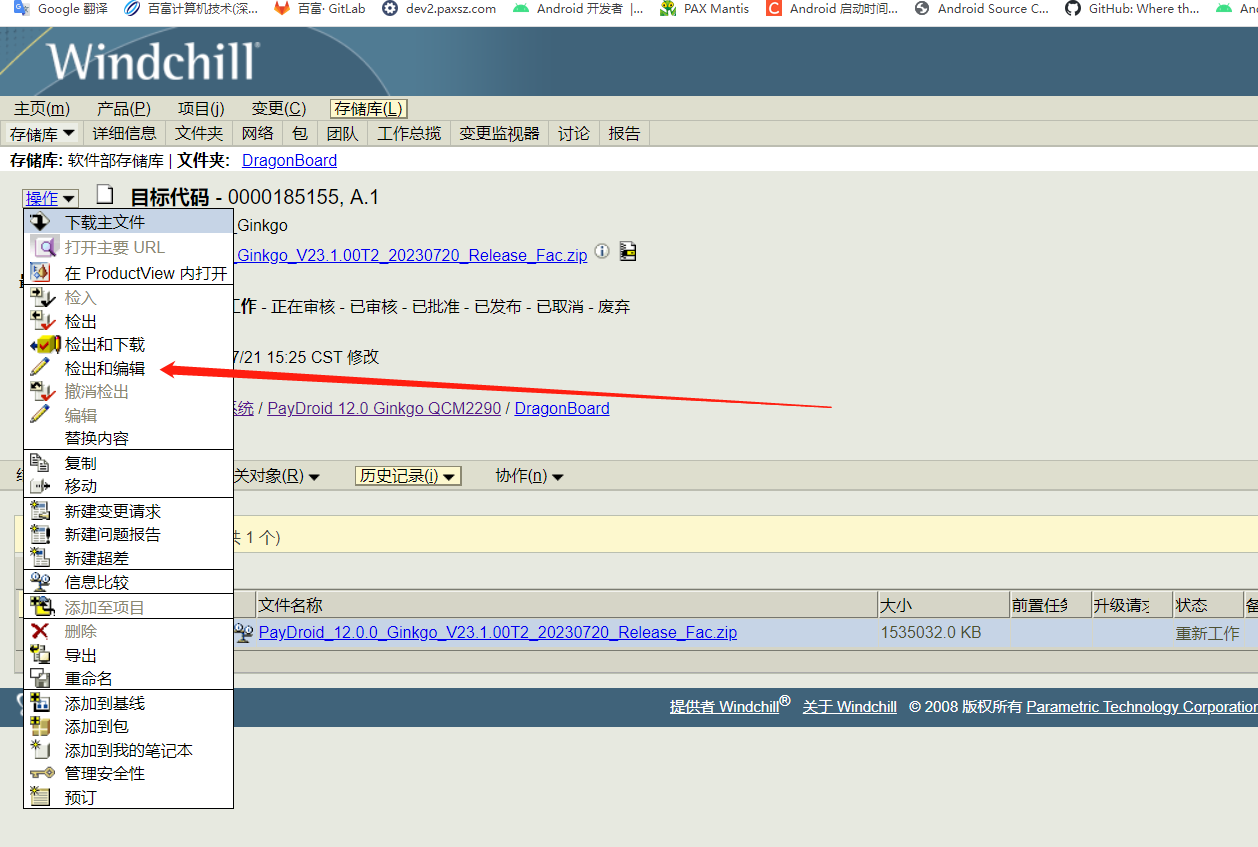 Google 翻译 百富计算机技术(深... 百富· GitLab dev2.paxsz.com Android 开发者 |... PAX Mantis Android 启动时间... Android Source C... GitHub: Where th...
Windchill
主页(m) 产品(P) 项目(j) 变更(C) 存储库(L)
存储库 详细信息 文件夹 网络 包 团队 工作总揽 变更监视器 讨论 报告
存储库: 软件部存储库 | 文件夹: DragonBoard
操作 目标代码 - 0000185155, A.1
下载主文件
_Ginkgo
打开主要 URL
_Ginkgo_V23.1.00T2_20230720_Release_Fac.zip
在 ProductView 内打开
检入
工作 - 正在审核 - 已审核 - 已批准 - 已发布 - 已取消 - 废弃
检出
检出和下载
7/21 15:25 CST 修改
检出和编辑
撤消检出
编辑
系统 / PayDroid 12.0 Ginkgo QCM2290 / DragonBoard
替换内容
复制
关对象(R) 历史记录(i) 协作(n)
移动
新建变更请求
新建问题报告
共 1 个)
新建超差
信息比较
添加至项目
文件名称 大小 前置任务 升级请求 状态
删除
PayDroid_12.0.0_Ginkgo_V23.1.00T2_20230720_Release_Fac.zip 1535032.0 KB 重新工作
导出
重命名
添加到基线
提供者 Windchill® 关于 Windchill © 2008 版权所有 Parametric Technology Corporation
添加到包
添加到我的笔记本
管理安全性
预订